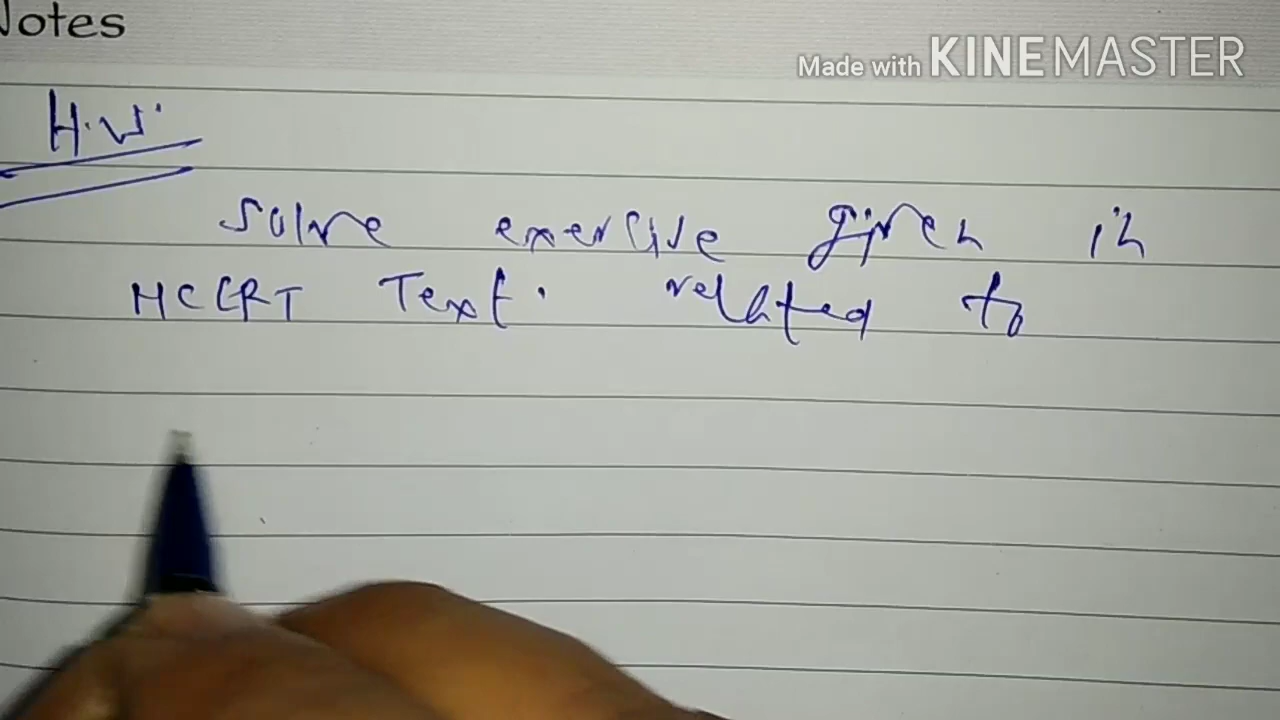 Notes
Made with KINEMASTER
H.W.
Solve exercise given in
NCERT Text. related to